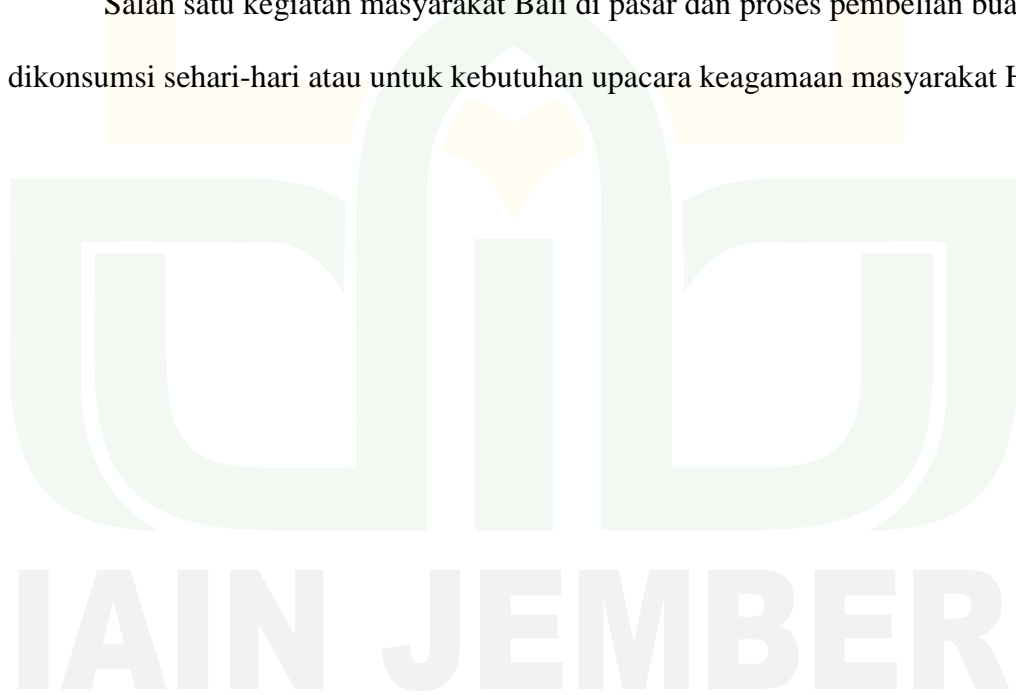 Salah satu kegiatan masyarakat Bali di pasar dan proses pembelian
dikonsumsi sehari-hari atau untuk kebutuhan upacara keagamaan masyarakat
IAIN JEMBER